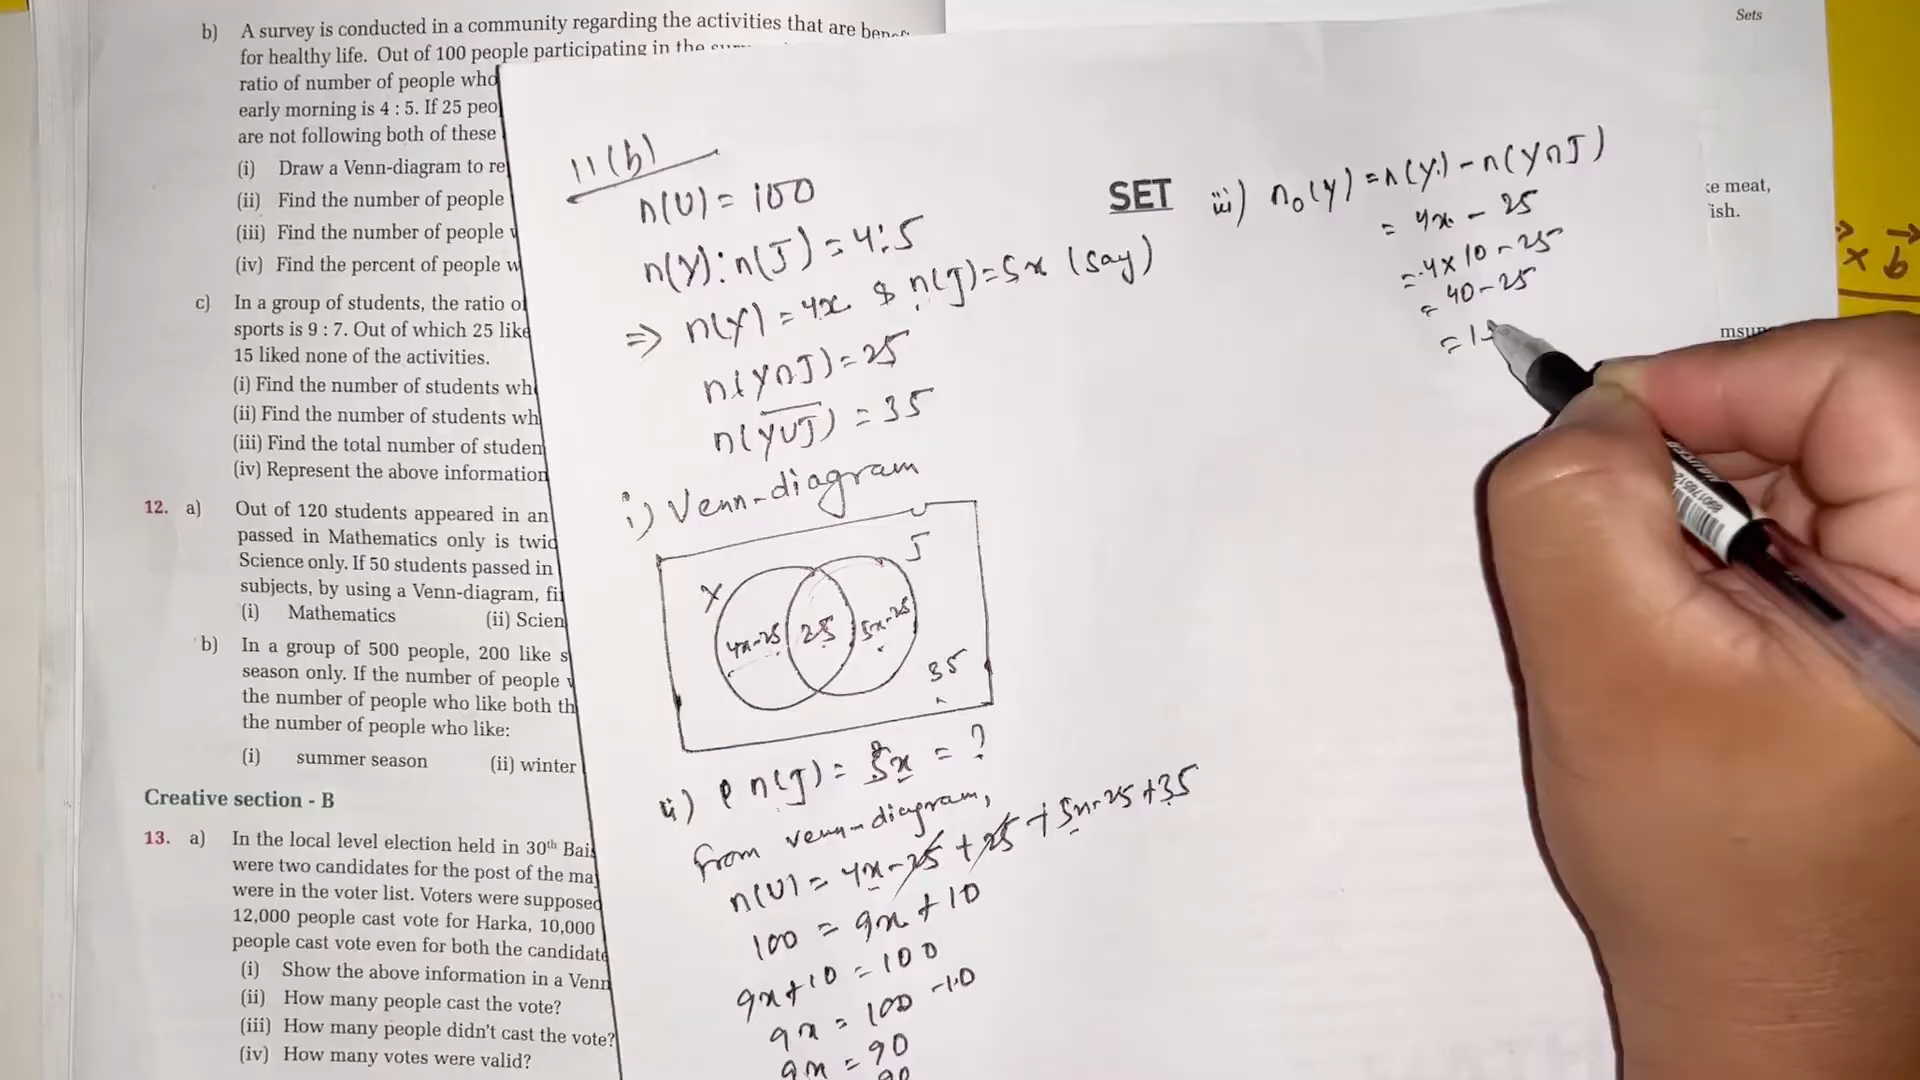 Sets
b) A survey is conducted in a community regarding the activities that are
for healthy life. Out of 100 people participating in the
ratio of number of people who
early morning is 4 : 5. If 25 peo
are not following both of these
(i) Draw a Venn-diagram to re
(ii) Find the number of people
(iii) Find the number of people
(iv) Find the percent of people w
c) In a group of students, the ratio o
sports is 9 : 7. Out of which 25 like
15 liked none of the activities.
(i) Find the number of students wh
(ii) Find the number of students wh
(iii) Find the total number of studen
(iv) Represent the above information
12. a) Out of 120 students appeared in an
passed in Mathematics only is twic
Science only. If 50 students passed in
subjects, by using a Venn-diagram, fi
(i) Mathematics (ii) Scien
b) In a group of 500 people, 200 like s
season only. If the number of people
the number of people who like both th
the number of people who like:
(i) summer season (ii) winter
Creative section - B
13. a) In the local level election held in 30th Bais
were two candidates for the post of the ma
were in the voter list. Voters were supposed
12,000 people cast vote for Harka, 10,000
people cast vote even for both the candidate
(i) Show the above information in a Venn
(ii) How many people cast the vote?
(iii) How many people didn't cast the vote?
(iv) How many votes were valid?
11(b)
n(U) = 100
n(Y) : n(J) = 4:5
⇒ n(Y) = 4x & n(J) = 5x (say)
n(Y∩J) = 25
n(Y∪J)‾ = 35
i) Venn-diagram
Y
J
4x-25
25
5x-25
35
ii) n(J) = 5x = ?
from venn-diagram,
n(U) = 4x-25 + 25 + 5x-25 + 35
100 = 9x + 10
9x+10 = 100
9x = 100 -10
9x = 90
SET
iii) n₀(Y) = n(Y) - n(Y∩J)
= 4x - 25
= 4x10 - 25
= 40 - 25
ke meat,
ish.
x b